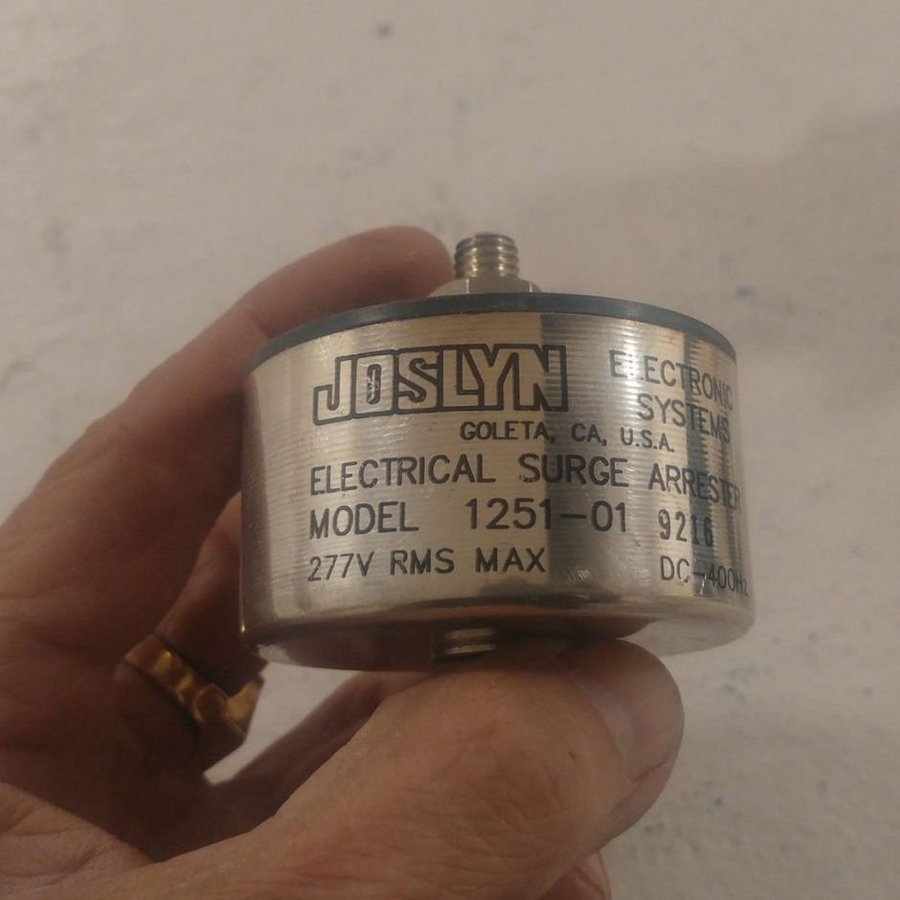 JOSLYN ELECTRONIC
SYSTEMS
GOLETA, CA, U.S.A.
ELECTRICAL SURGE ARRESTER
MODEL 1251-01 9216
277V RMS MAX DC-400Hz